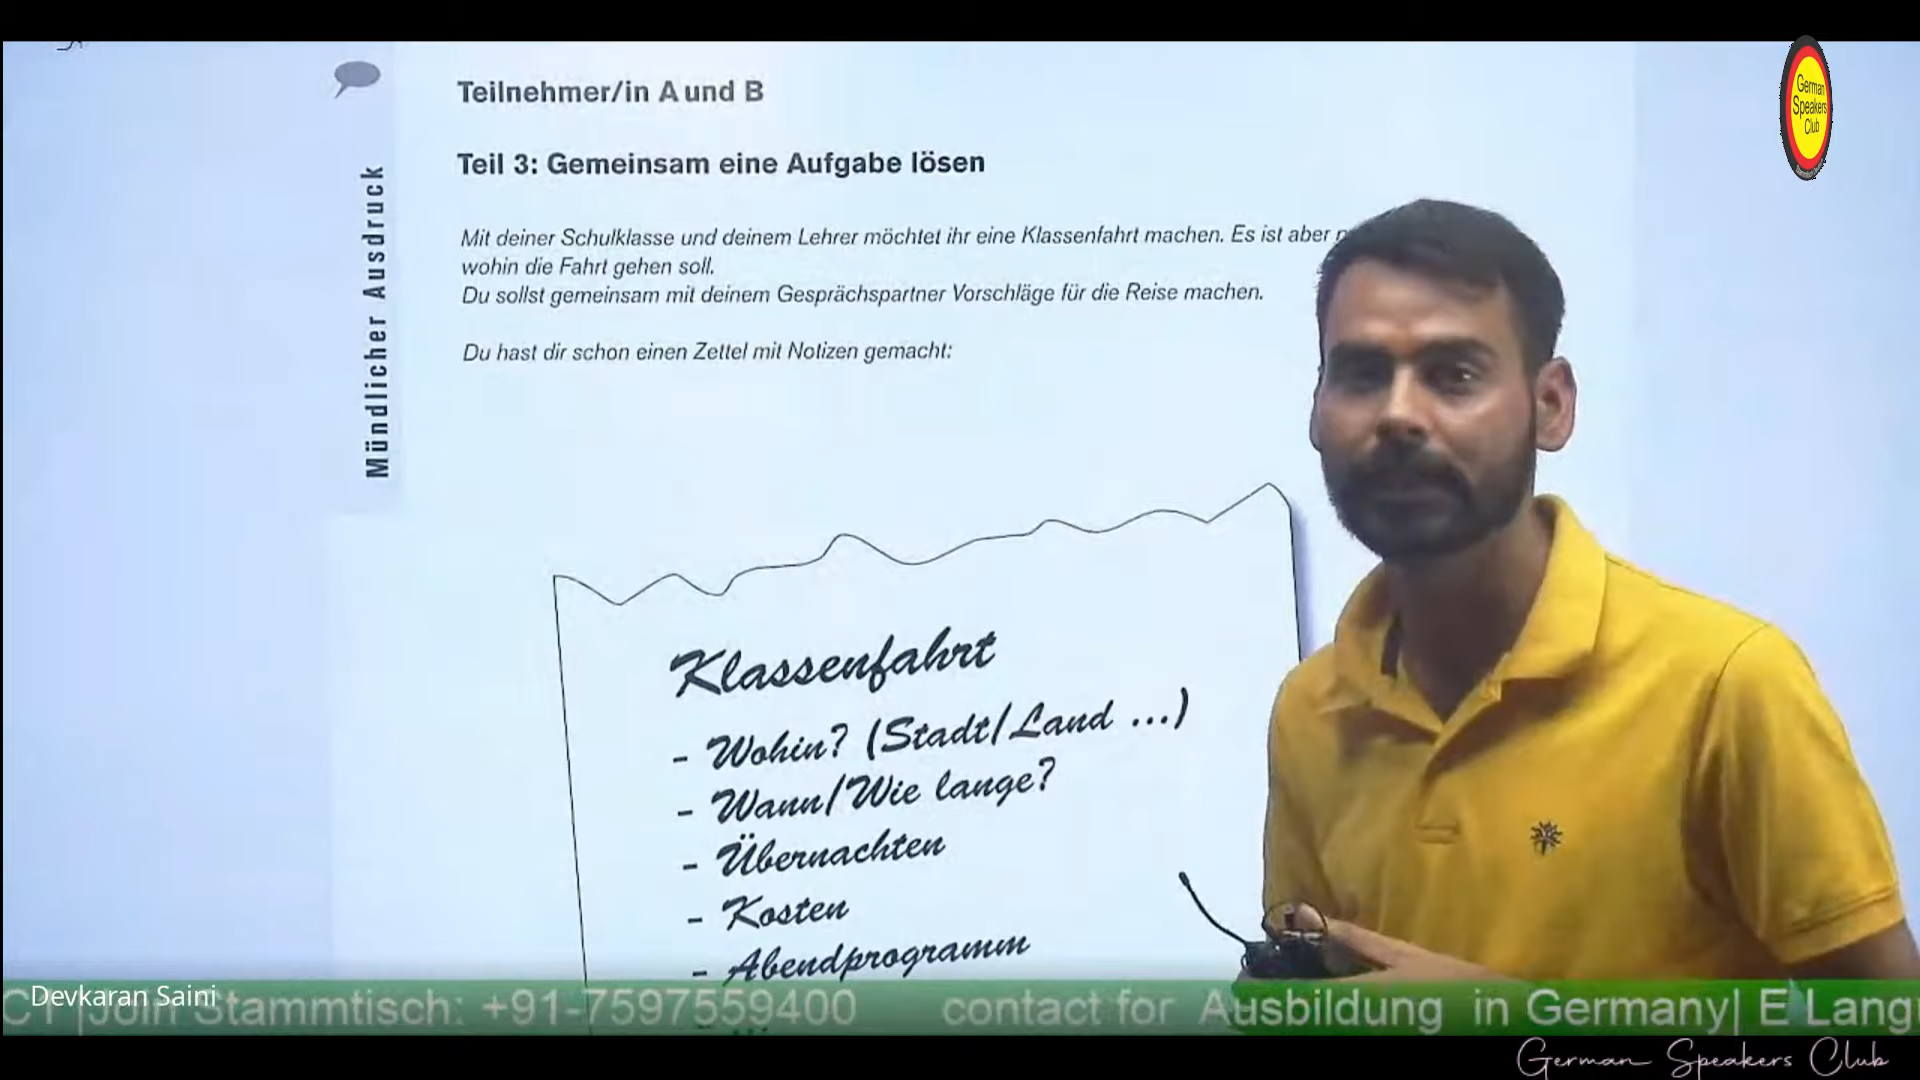 Teilnehmer/in A und B
Teil 3: Gemeinsam eine Aufgabe lösen
Mündlicher Ausdruck
Mit deiner Schulklasse und deinem Lehrer möchtet ihr eine Klassenfahrt machen. Es ist aber
wohin die Fahrt gehen soll.
Du sollst gemeinsam mit deinem Gesprächspartner Vorschläge für die Reise machen.
Du hast dir schon einen Zettel mit Notizen gemacht:
Klassenfahrt
- Wohin? (Stadt/Land ...)
- Wann/Wie lange?
- Übernachten
- Kosten
- Abendprogramm
- ...
German
Speakers
Club
Devkaran Saini
|Join Stammtisch: +91-7597559400 contact for Ausbildung in Germany| E
German Speakers Club